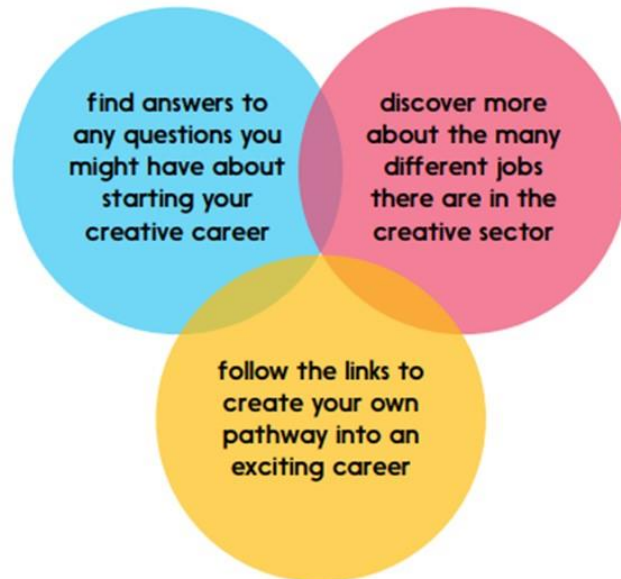 find answers to
any questions you
might have about
starting your
creative career
discover more
about the many
different jobs
there are in the
creative sector
follow the links to
create your own
pathway into an
exciting career